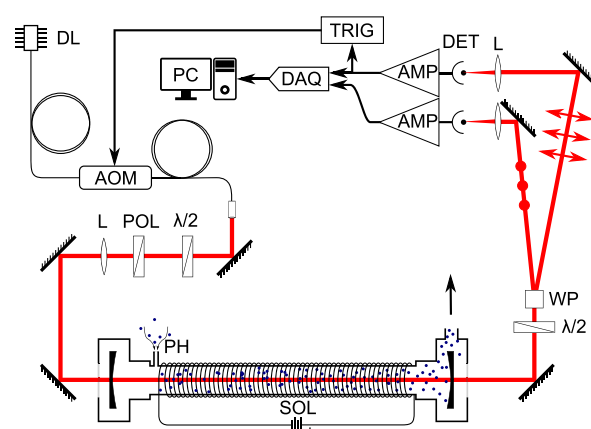 DL
TRIG
DET
L
PC
DAQ
AMP
AMP
L
AOM
L
POL
λ/2
WP
λ/2
PH
SOL